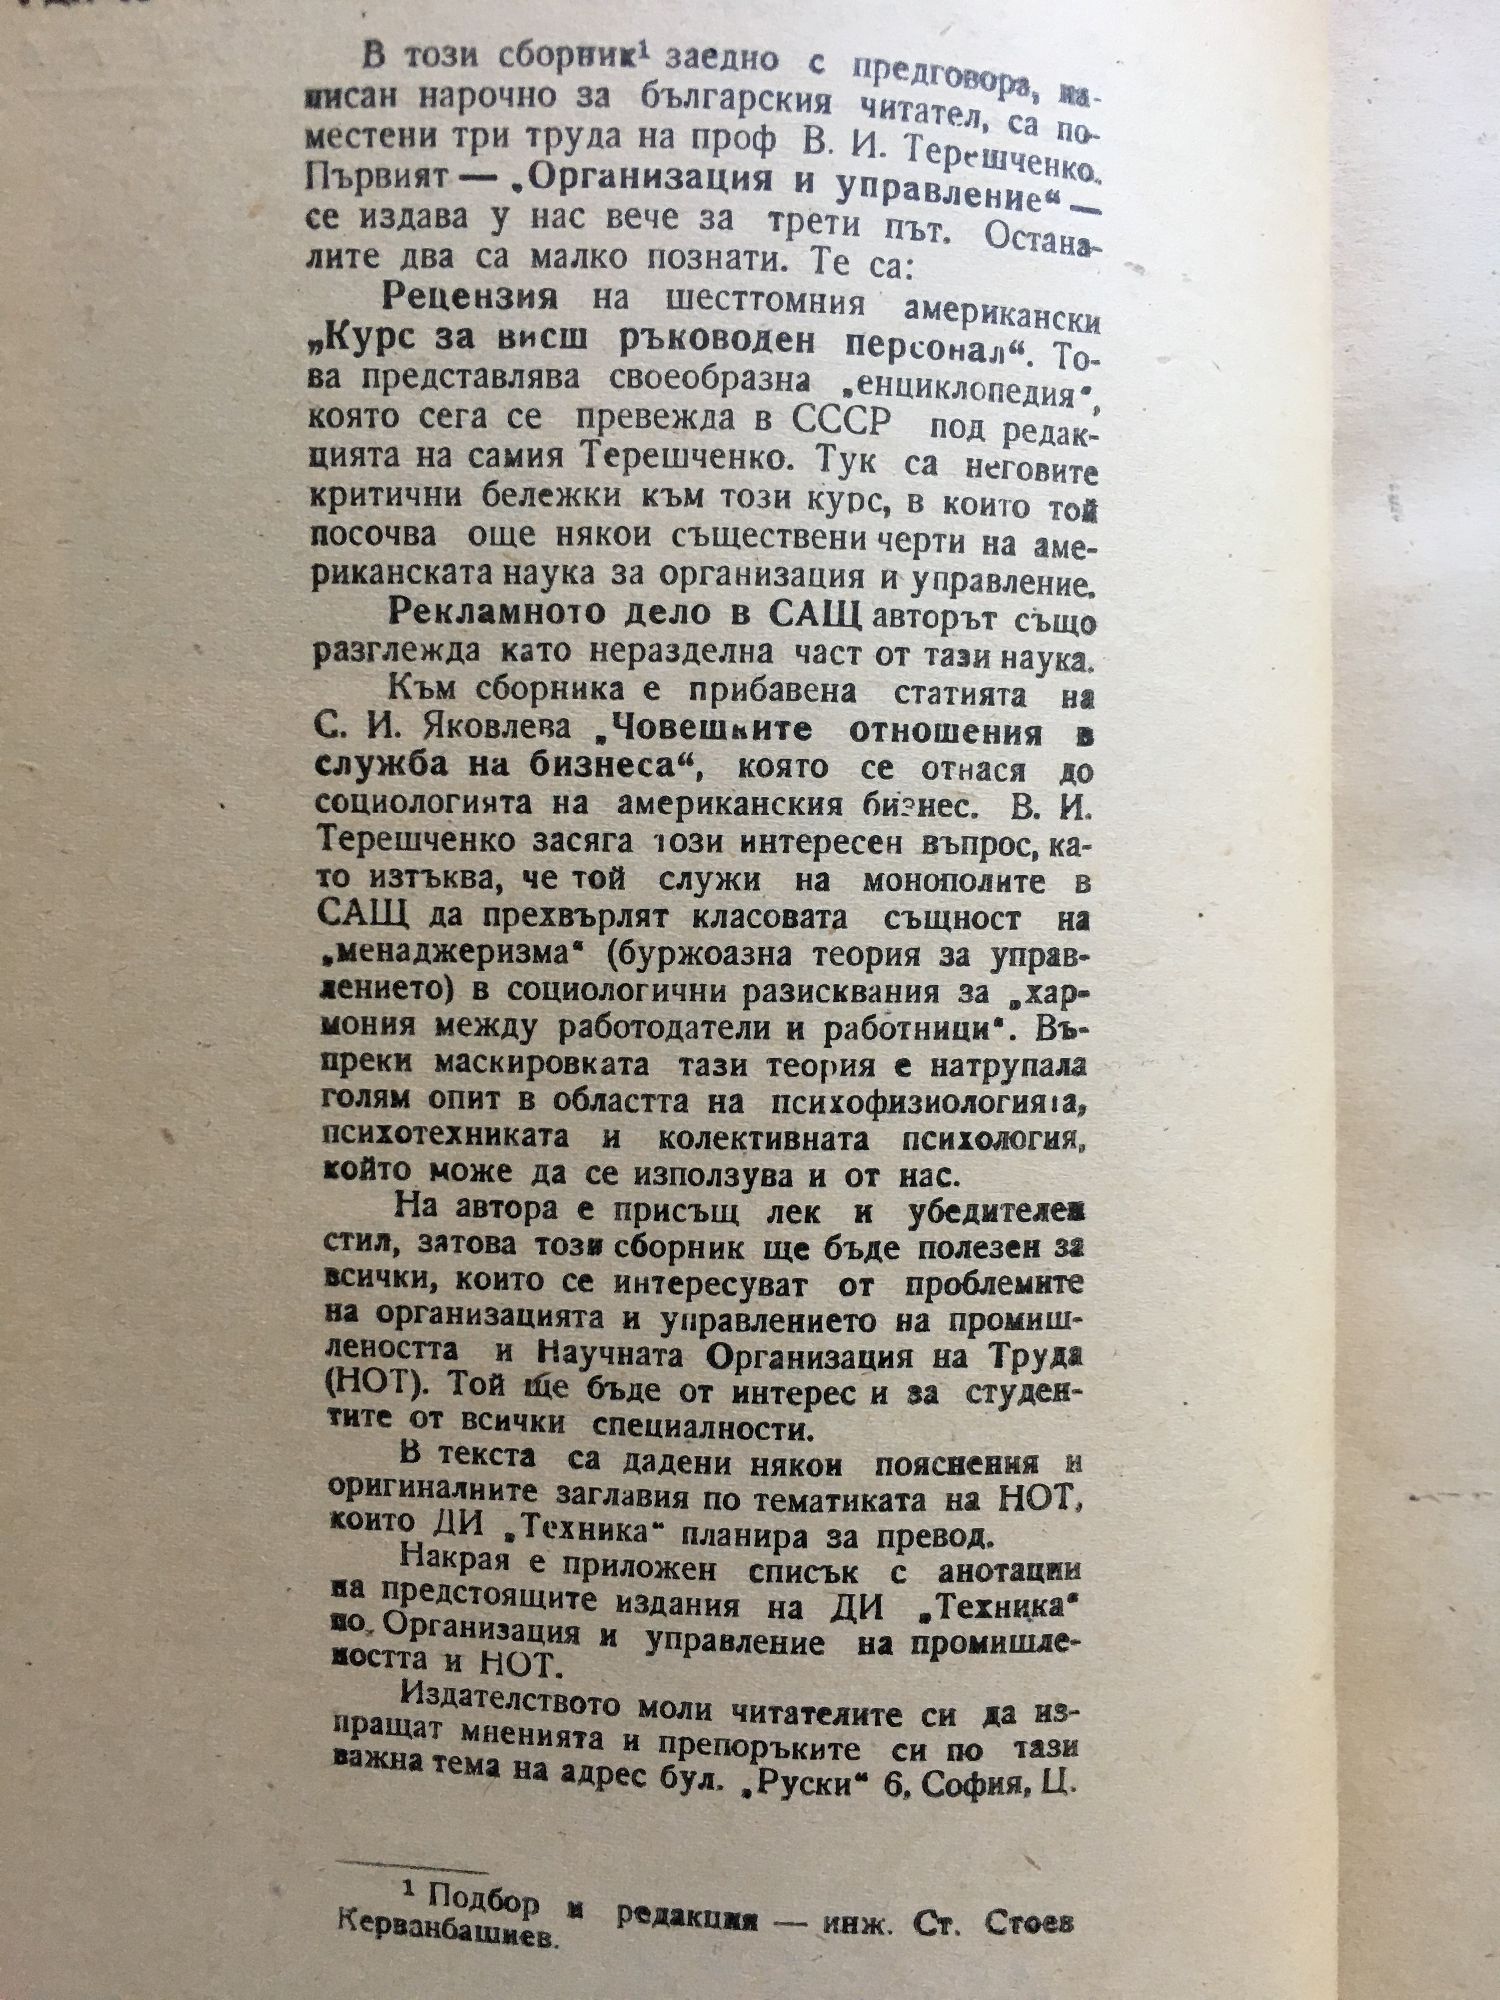 В този сборник¹ заедно с предговора, на-
писан нарочно за българския читател, са по-
местени три труда на проф В. И. Терешченко.
Първият — „Организация и управление“ —
се издава у нас вече за трети път. Остана-
лите два са малко познати. Те са:
Рецензия на шесттомния американски
„Курс за висш ръководен персонал“. То-
ва представлява своеобразна „енциклопедия“,
която сега се превежда в СССР под редак-
цията на самия Терешченко. Тук са неговите
критични бележки към този курс, в които той
посочва още някои съществени черти на аме-
риканската наука за организация и управление.
Рекламното дело в САЩ авторът също
разглежда като неразделна част от тази наука.
Към сборника е прибавена статията на
С. И. Яковлева „Човешките отношения в
служба на бизнеса“, която се отнася до
социологията на американския бизнес. В. И.
Терешченко засяга този интересен въпрос, ка-
то изтъква, че той служи на монополите в
САЩ да прехвърлят класовата същност на
„менаджеризма“ (буржоазна теория за управ-
лението) в социологични разисквания за „хар-
мония между работодатели и работници“. Въ-
преки маскировката тази теория е натрупала
голям опит в областта на психофизиологията,
психотехниката и колективната психология,
който може да се използува и от нас.
На автора е присъщ лек и убедителен
стил, затова този сборник ще бъде полезен за
всички, които се интересуват от проблемите
на организацията и управлението на промиш-
леността и Научната Организация на Труда
(НОТ). Той ще бъде от интерес и за студен-
тите от всички специалности.
В текста са дадени някои пояснения и
оригиналните заглавия по тематиката на НОТ,
които ДИ „Техника“ планира за превод.
Накрая е приложен списък с анотации
на предстоящите издания на ДИ „Техника“
по Организация и управление на промишле-
ността и НОТ.
Издателството моли читателите си да из-
пращат мненията и препоръките си по тази
важна тема на адрес бул. „Руски“ 6, София, Ц.
¹ Подбор и редакция — инж. Ст. Стоев
Керванбашиев.